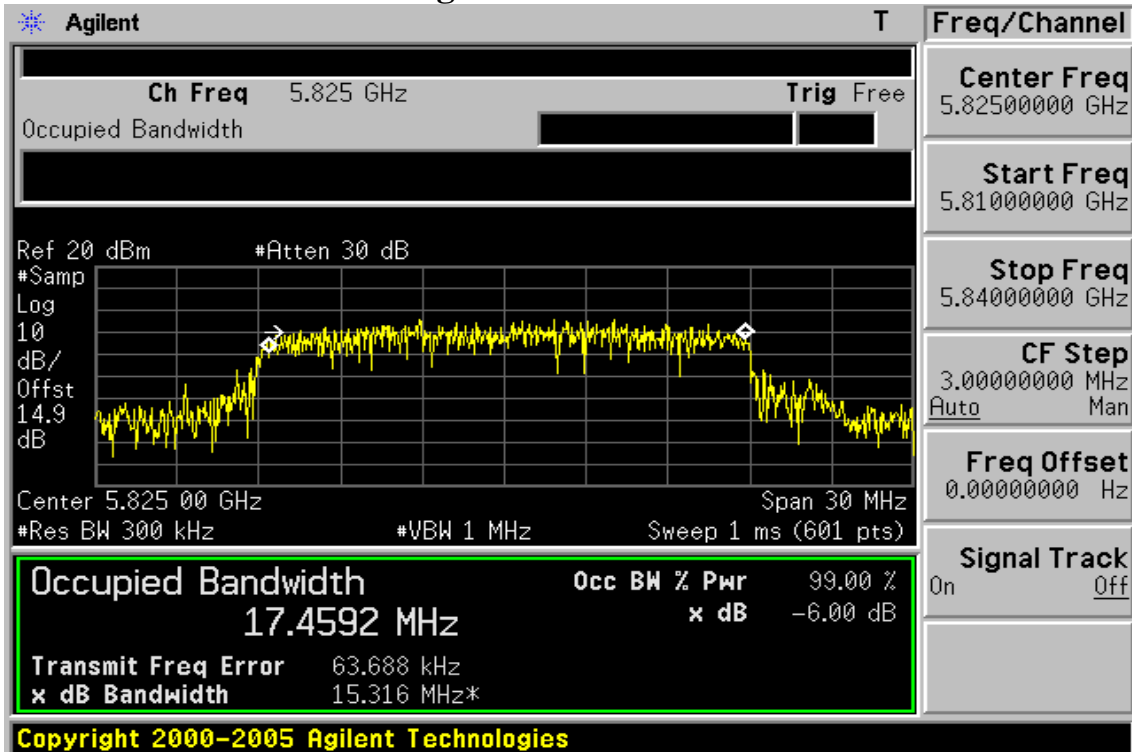 Agilent T Freq/Channel
Ch Freq 5.825 GHz Trig Free
Occupied Bandwidth
Center Freq
5.82500000 GHz
Start Freq
5.81000000 GHz
Stop Freq
5.84000000 GHz
CF Step
3.00000000 MHz
Auto Man
Freq Offset
0.00000000 Hz
Signal Track
On Off
Ref 20 dBm #Atten 30 dB
#Samp
Log
10
dB/
Offst
14.9
dB
Center 5.825 00 GHz Span 30 MHz
#Res BW 300 kHz #VBW 1 MHz Sweep 1 ms (601 pts)
Occupied Bandwidth
17.4592 MHz
Occ BW % Pwr 99.00 %
x dB -6.00 dB
Transmit Freq Error 63.688 kHz
x dB Bandwidth 15.316 MHz*
Copyright 2000-2005 Agilent Technologies